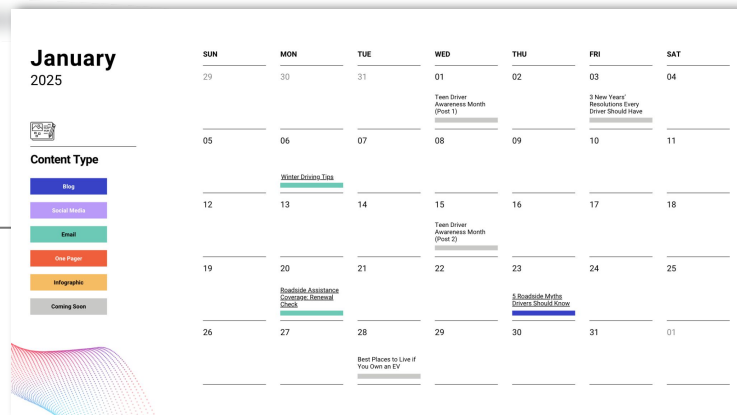 January
2025
Content Type
Blog
Social Media
Email
One Pager
Infographic
Coming Soon
SUN MON TUE WED THU FRI SAT
29 30 31 01 02 03 04
Teen Driver
Awareness Month
(Post 1)
3 New Years'
Resolutions Every
Driver Should Have
05 06 07 08 09 10 11
Winter Driving Tips
12 13 14 15 16 17 18
Teen Driver
Awareness Month
(Post 2)
19 20 21 22 23 24 25
Roadside Assistance
Coverage: Renewal
Check
5 Roadside Myths
Drivers Should Know
26 27 28 29 30 31 01
Best Places to Live if
You Own an EV